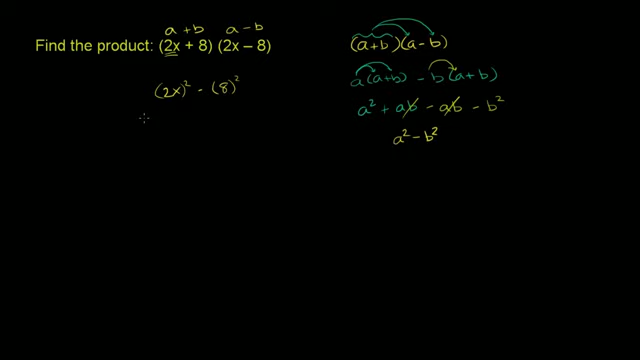 a + b a - b
Find the product: (2x + 8) (2x – 8)
(2x)² - (8)²
(a + b)(a - b)
a(a+b) - b(a+b)
a² + ab - ab - b²
a² - b²